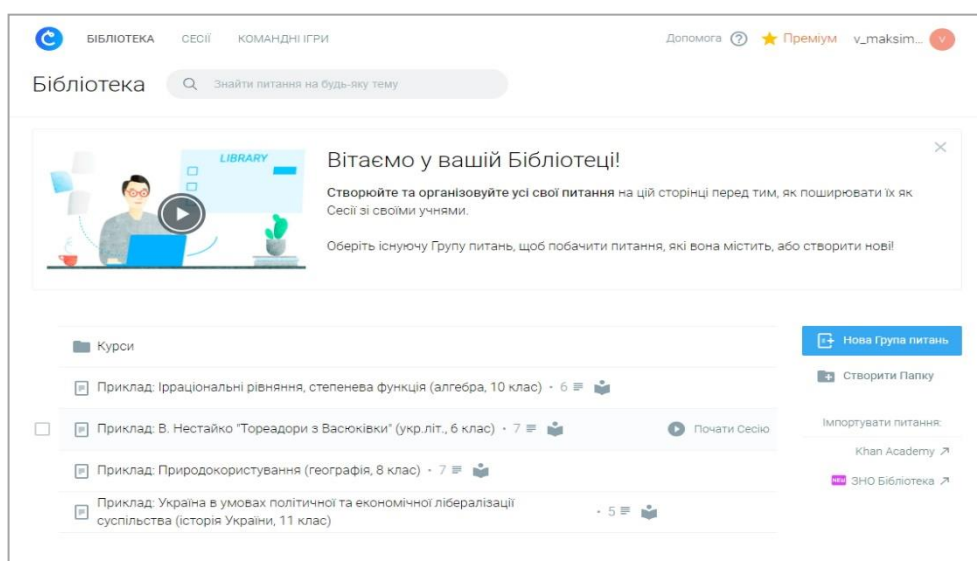 БІБЛІОТЕКА СЕСІЇ КОМАНДНІ ІГРИ Допомога ? Преміум v_maksim... V
Бібліотека Знайти питання на будь-яку тему
LIBRARY
Вітаємо у вашій Бібліотеці!
Створюйте та організовуйте усі свої питання на цій сторінці перед тим, як поширювати їх як
Сесії зі своїми учнями.
Оберіть існуючу Групу питань, щоб побачити питання, які вона містить, або створити нові!
Курси
Приклад: Ірраціональні рівняння, степенева функція (алгебра, 10 клас) • 6
Приклад: В. Нестайко "Тореадори з Васюківки" (укр.літ., 6 клас) • 7 Почати Сесію
Приклад: Природокористування (географія, 8 клас) • 7
Приклад: Україна в умовах політичної та економічної лібералізації
суспільства (історія України, 11 клас) • 5
Нова Група питань
Створити Папку
Імпортувати питання:
Khan Academy
NEW ЗНО Бібліотека